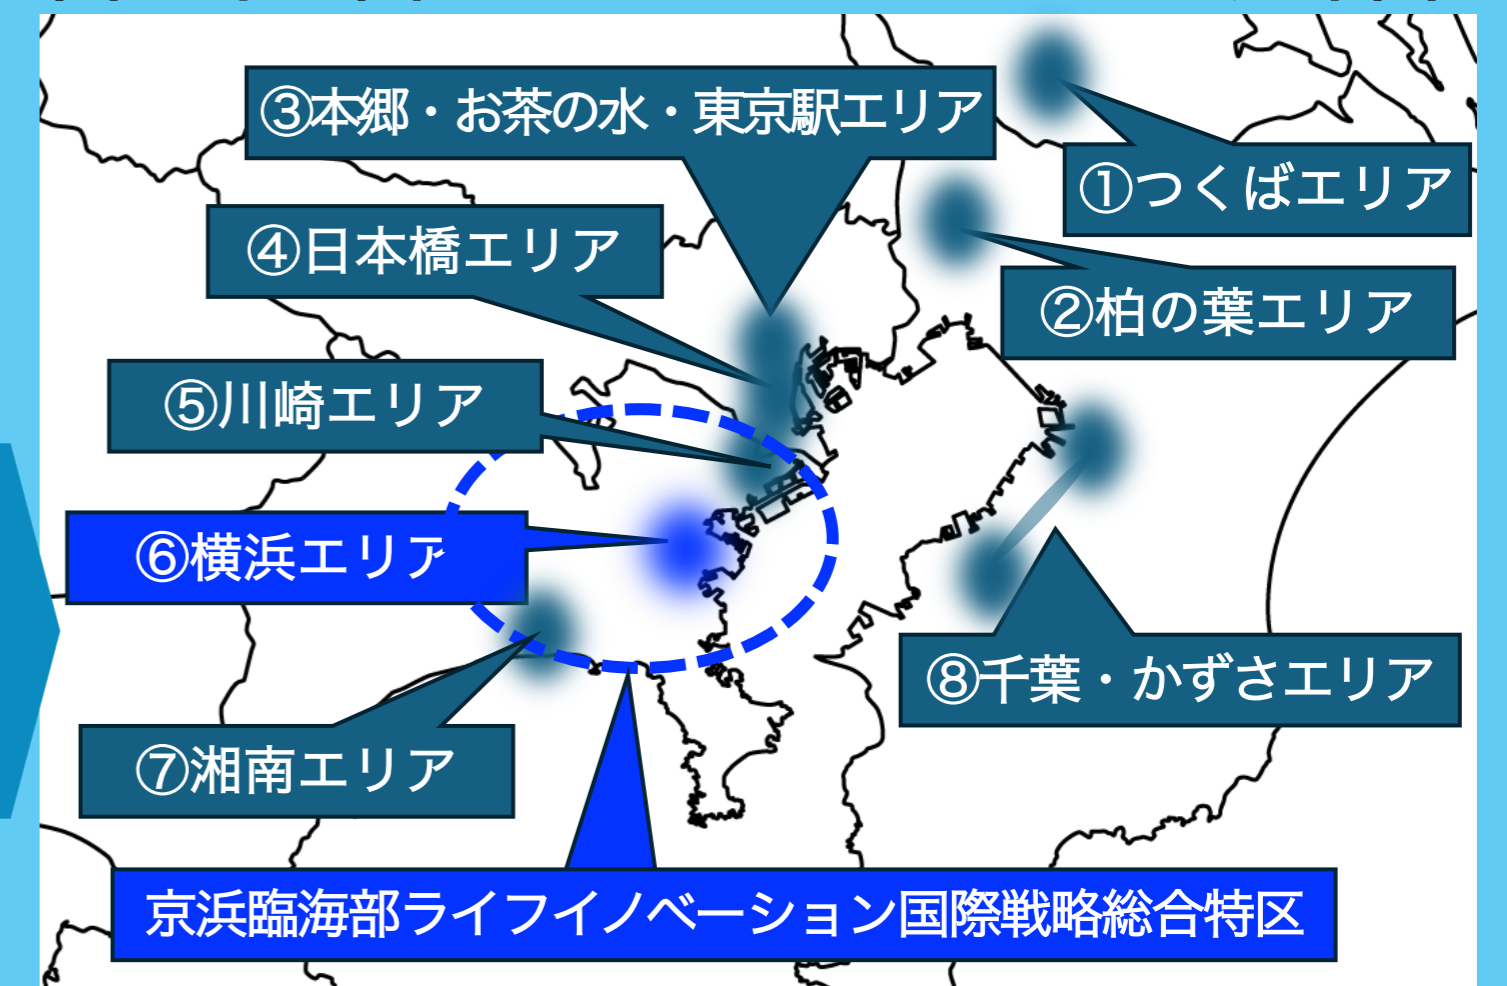 ③本郷・お茶の水・東京駅エリア
①つくばエリア
④日本橋エリア
②柏の葉エリア
⑤川崎エリア
⑥横浜エリア
⑧千葉・かずさエリア
⑦湘南エリア
京浜臨海部ライフイノベーション国際戦略総合特区